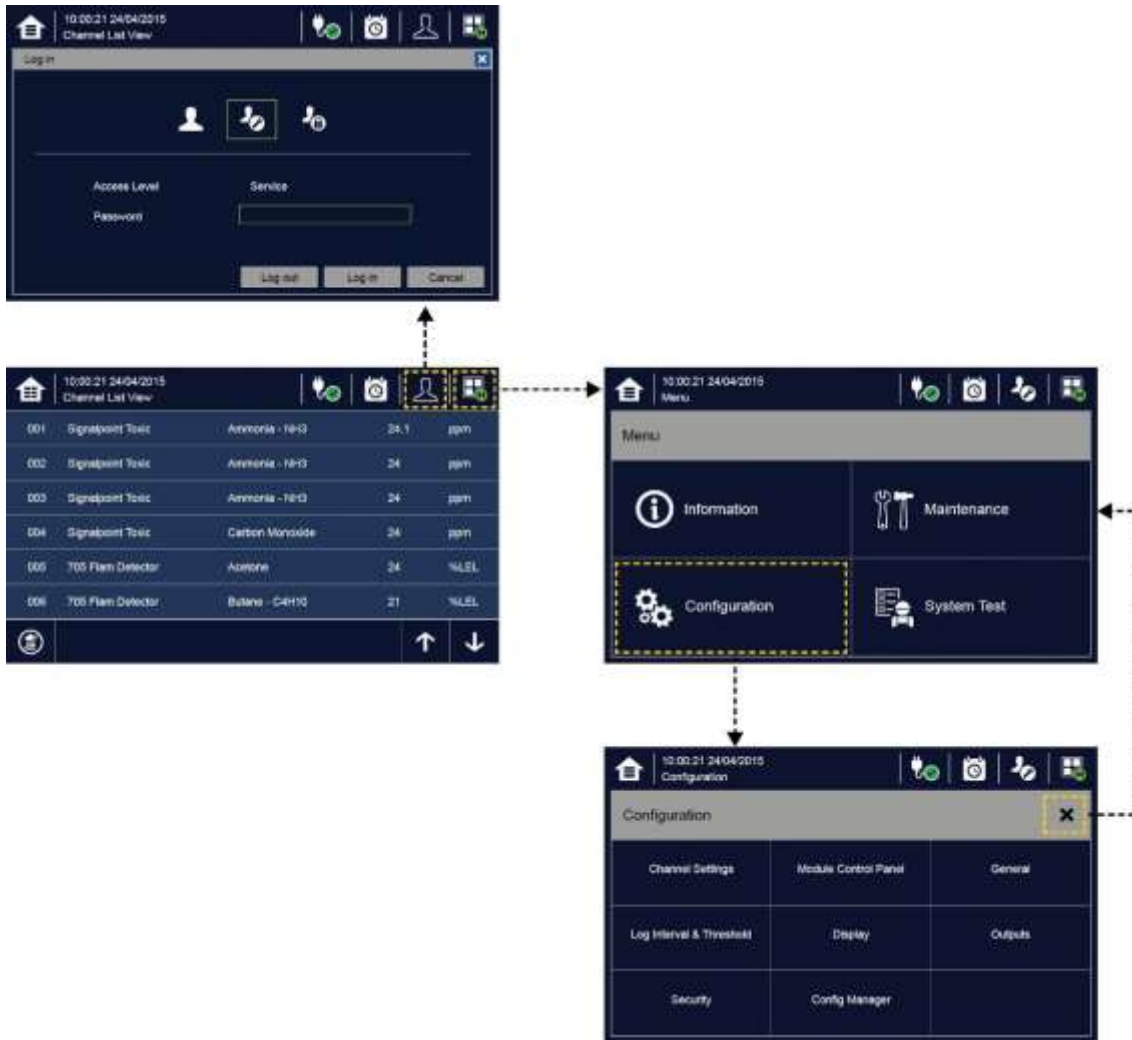 10:00:21 24/04/2015
Channel List View
Log in
Access Level Service
Password
Log out Log in Cancel
10:00:21 24/04/2015
Channel List View
001 Signalpoint Toxic Ammonia - NH3 24.1 ppm
002 Signalpoint Toxic Ammonia - NH3 24 ppm
003 Signalpoint Toxic Ammonia - NH3 24 ppm
004 Signalpoint Toxic Carbon Monoxide 24 ppm
005 705 Flam Detector Acetone 24 %LEL
006 705 Flam Detector Butane - C4H10 21 %LEL
10:00:21 24/04/2015
Menu
Menu
Information Maintenance
Configuration System Test
10:00:21 24/04/2015
Configuration
Configuration
Channel Settings Module Control Panel General
Log Interval & Threshold Display Outputs
Security Config Manager